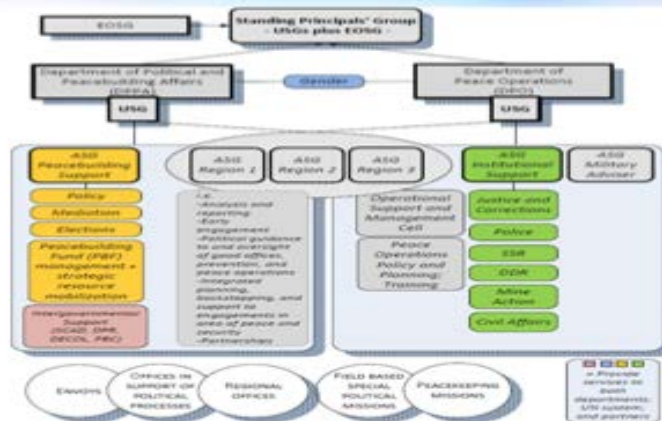 EOSG
Standing Principals' Group
- USGs plus EOSG -
Department of Political and
Peacebuilding Affairs
(DPPA)
Gender
Department of
Peace Operations
(DPO)
USG
USG
ASG
Peacebuilding
Support
ASG
Region 1
ASG
Region 2
ASG
Region 3
ASG
Institutional
Support
ASG
Military
Adviser
Policy
Mediation
Elections
Peacebuilding
Fund (PBF)
management +
strategic
resource
mobilization
Intergovernmental
Support
(SCAD, DPR,
DECOL, PBC)
i.e.
-Analysis and
reporting
-Early
engagement
-Political guidance
to and oversight
of good offices,
prevention, and
peace operations
-Integrated
planning,
backstopping, and
support to
engagements in
area of peace and
security
-Partnerships
Operational
Support and
Management
Cell
Peace
Operations
Policy and
Planning
Training
Justice and
Corrections
Police
SSR
DDR
Mine
Action
Civil Affairs
Envoys
Offices in
support of
political
processes
Regional
offices
Field based
special
political
missions
Peacekeeping
missions
= Provide
services to
both
departments,
UN system,
and partners